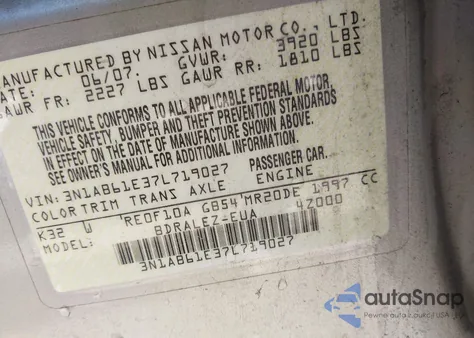 MANUFACTURED BY NISSAN MOTOR CO., LTD.
DATE: 06/07. GVWR: 3920 LBS
GAWR FR: 2227 LBS GAWR RR: 1810 LBS
THIS VEHICLE CONFORMS TO ALL APPLICABLE FEDERAL MOTOR
VEHICLE SAFETY, BUMPER AND THEFT PREVENTION STANDARDS
IN EFFECT ON THE DATE OF MANUFACTURE SHOWN ABOVE.
SEE OWNER'S MANUAL FOR ADDITIONAL INFORMATION.
VIN: 3N1AB61E37L719027 PASSENGER CAR
COLOR TRIM TRANS AXLE ENGINE
K32 U RE0F10A GB54 MR20DE 1997 CC
MODEL: BDRALEZ-EUA 4Z000
3N1AB61E37L719027
autoSnap